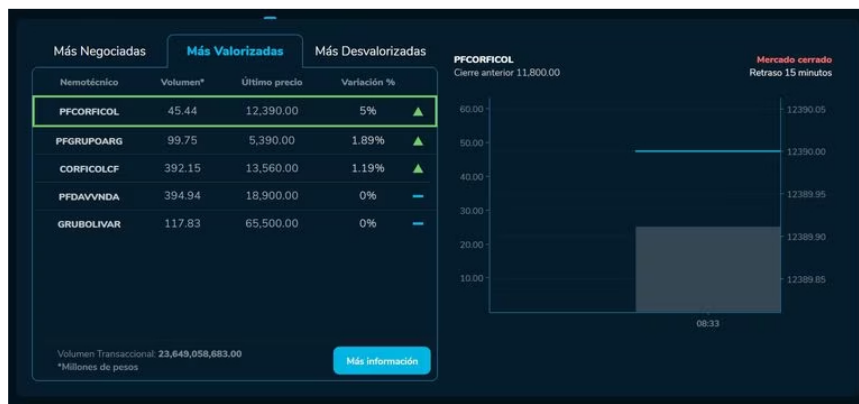 Más Negociadas Más Valorizadas Más Desvalorizadas
Nemotécnico Volumen* Último precio Variación %
PFCORFICOL 45.44 12,390.00 5%
PFGRUPOARG 99.75 5,390.00 1.89%
CORFICOLCF 392.15 13,560.00 1.19%
PFDAVVNDA 394.94 18,900.00 0%
GRUBOLIVAR 117.83 65,500.00 0%
Volumen Transaccional: 23,649,058,683.00
*Millones de pesos
Más información
PFCORFICOL Mercado cerrado
Cierre anterior 11,800.00 Retraso 15 minutos
60.00 12390.05
50.00 12390.00
40.00
30.00 12389.95
20.00 12389.90
10.00 12389.85
08:33